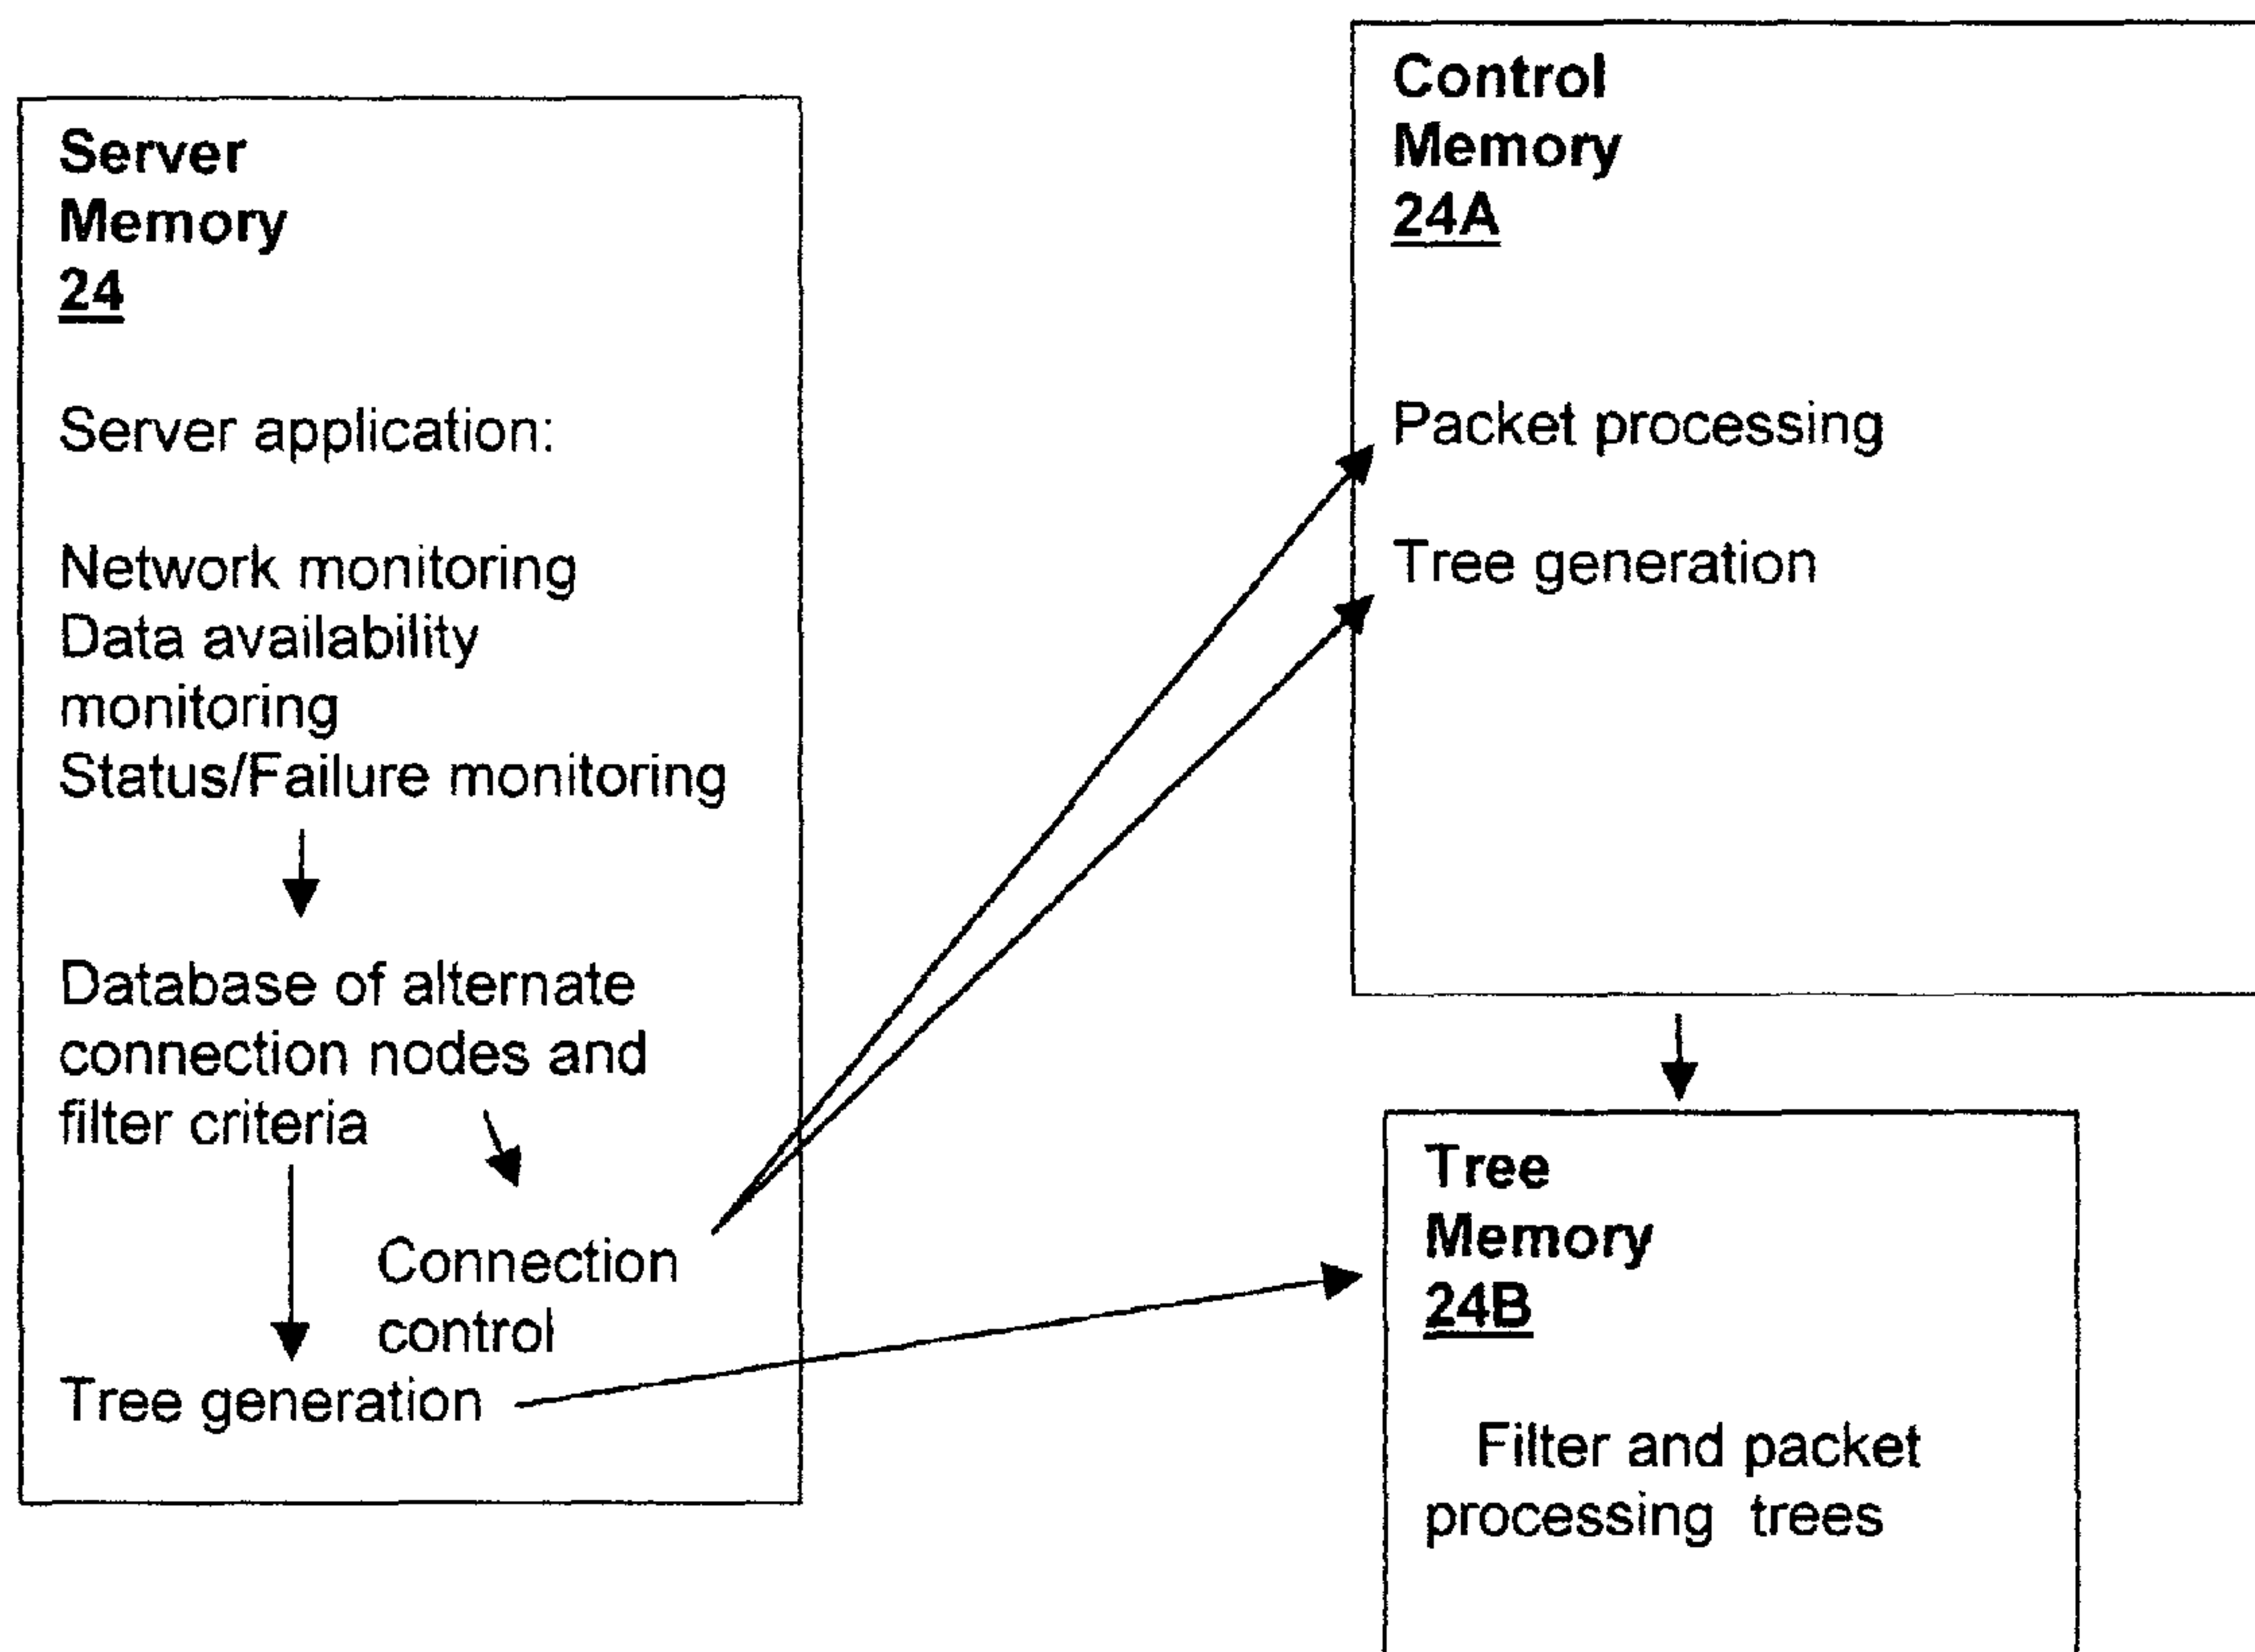 Server
Memory
24
Server application:
Network monitoring
Data availability
monitoring
Status/Failure monitoring
Database of alternate
connection nodes and
filter criteria
Connection
control
Tree generation
Control
Memory
24A
Packet processing
Tree generation
Tree
Memory
24B
Filter and packet
processing trees